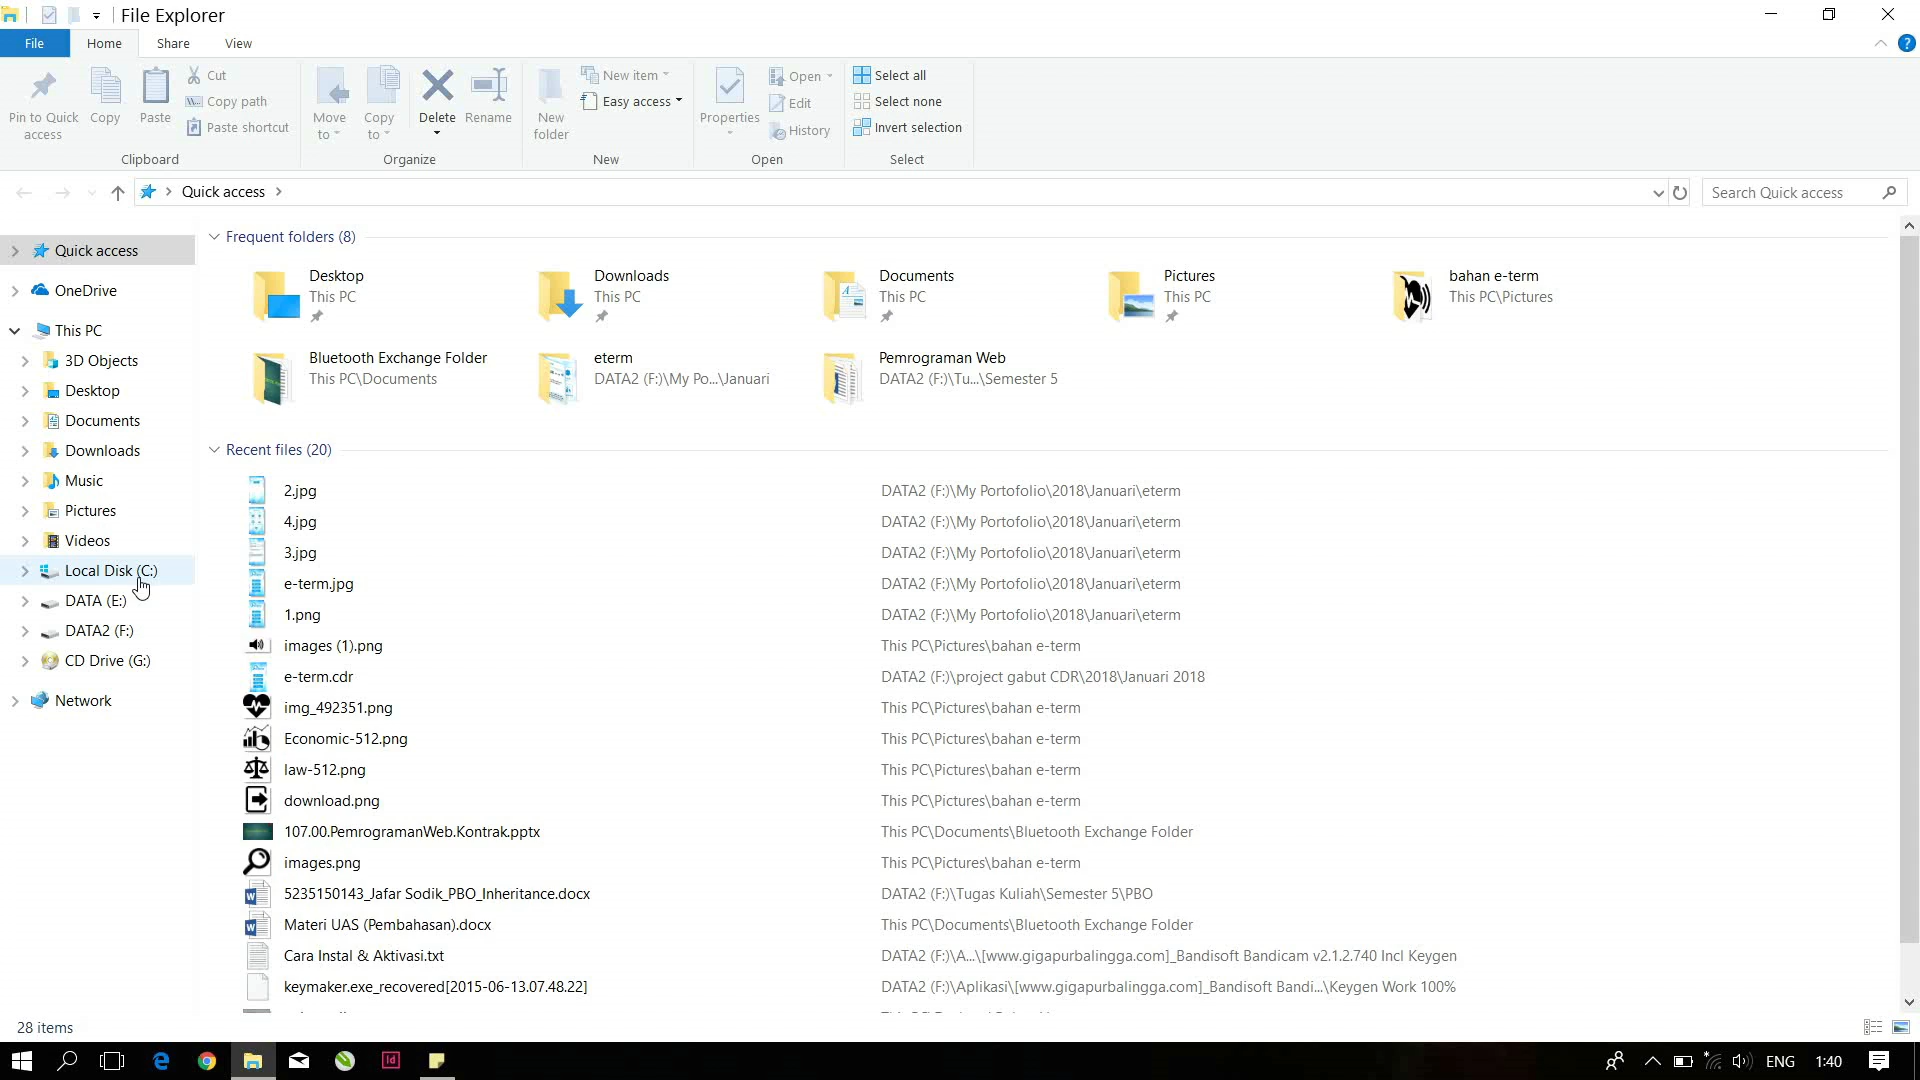 File Explorer
File Home Share View
Pin to Quick access
Copy
Paste
Cut
Copy path
Paste shortcut
Clipboard
Move to
Copy to
Delete
Rename
Organize
New folder
New item
Easy access
New
Properties
Open
Edit
History
Open
Select all
Select none
Invert selection
Select
Quick access
Search Quick access
Quick access
OneDrive
This PC
3D Objects
Desktop
Documents
Downloads
Music
Pictures
Videos
Local Disk (C:)
DATA (E:)
DATA2 (F:)
CD Drive (G:)
Network
Frequent folders (8)
Desktop
This PC
Downloads
This PC
Documents
This PC
Pictures
This PC
bahan e-term
This PC\Pictures
Bluetooth Exchange Folder
This PC\Documents
eterm
DATA2 (F:)\My Po...\Januari
Pemrograman Web
DATA2 (F:)\Tu...\Semester 5
Recent files (20)
2.jpg DATA2 (F:)\My Portofolio\2018\Januari\eterm
4.jpg DATA2 (F:)\My Portofolio\2018\Januari\eterm
3.jpg DATA2 (F:)\My Portofolio\2018\Januari\eterm
e-term.jpg DATA2 (F:)\My Portofolio\2018\Januari\eterm
1.png DATA2 (F:)\My Portofolio\2018\Januari\eterm
images (1).png This PC\Pictures\bahan e-term
e-term.cdr DATA2 (F:)\project gabut CDR\2018\Januari 2018
img_492351.png This PC\Pictures\bahan e-term
Economic-512.png This PC\Pictures\bahan e-term
law-512.png This PC\Pictures\bahan e-term
download.png This PC\Pictures\bahan e-term
107.00.PemrogramanWeb.Kontrak.pptx This PC\Documents\Bluetooth Exchange Folder
images.png This PC\Pictures\bahan e-term
5235150143_Jafar Sodik_PBO_Inheritance.docx DATA2 (F:)\Tugas Kuliah\Semester 5\PBO
Materi UAS (Pembahasan).docx This PC\Documents\Bluetooth Exchange Folder
Cara Instal & Aktivasi.txt DATA2 (F:)\A...\[www.gigapurbalingga.com]_Bandisoft Bandicam v2.1.2.740 Incl Keygen
keymaker.exe_recovered[2015-06-13.07.48.22] DATA2 (F:)\Aplikasi\[www.gigapurbalingga.com]_Bandisoft Bandi...\Keygen Work 100%
28 items
ENG 1:40